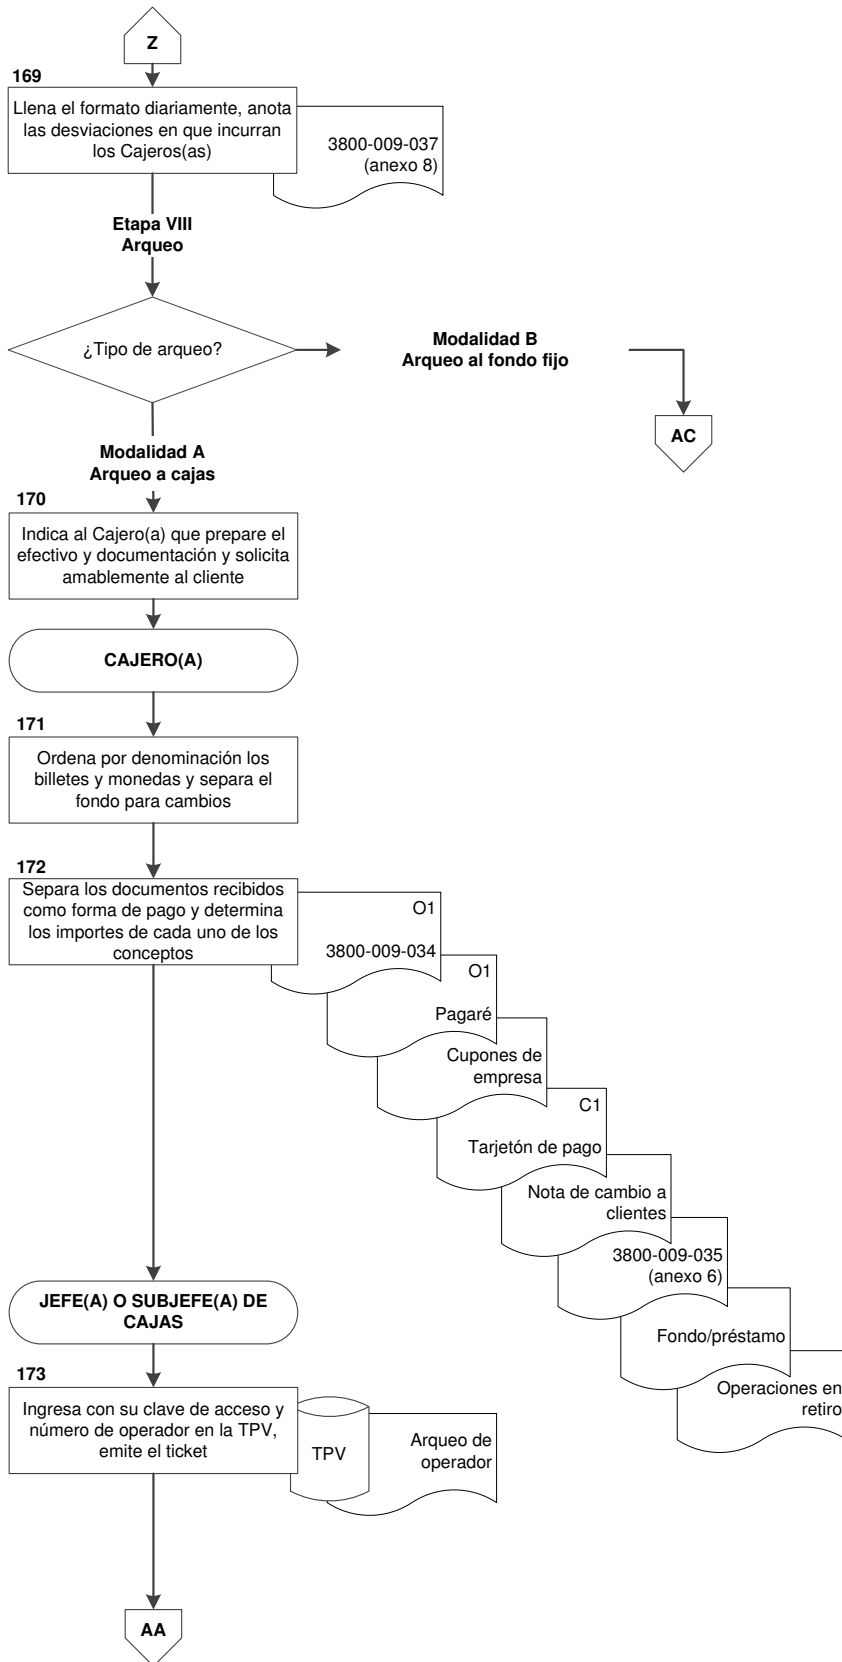 Z
169
Llena el formato diariamente, anota
las desviaciones en que incurran
los Cajeros(as)
3800-009-037
(anexo 8)
Etapa VIII
Arqueo
¿Tipo de arqueo?
Modalidad B
Arqueo al fondo fijo
AC
Modalidad A
Arqueo a cajas
170
Indica al Cajero(a) que prepare el
efectivo y documentación y solicita
amablemente al cliente
CAJERO(A)
171
Ordena por denominación los
billetes y monedas y separa el
fondo para cambios
172
Separa los documentos recibidos
como forma de pago y determina
los importes de cada uno de los
conceptos
O1
3800-009-034
O1
Pagaré
Cupones de
empresa
C1
Tarjetón de pago
Nota de cambio a
clientes
3800-009-035
(anexo 6)
Fondo/préstamo
Operaciones en
retiro
JEFE(A) O SUBJEFE(A) DE
CAJAS
173
Ingresa con su clave de acceso y
número de operador en la TPV,
emite el ticket
TPV
Arqueo de
operador
AA